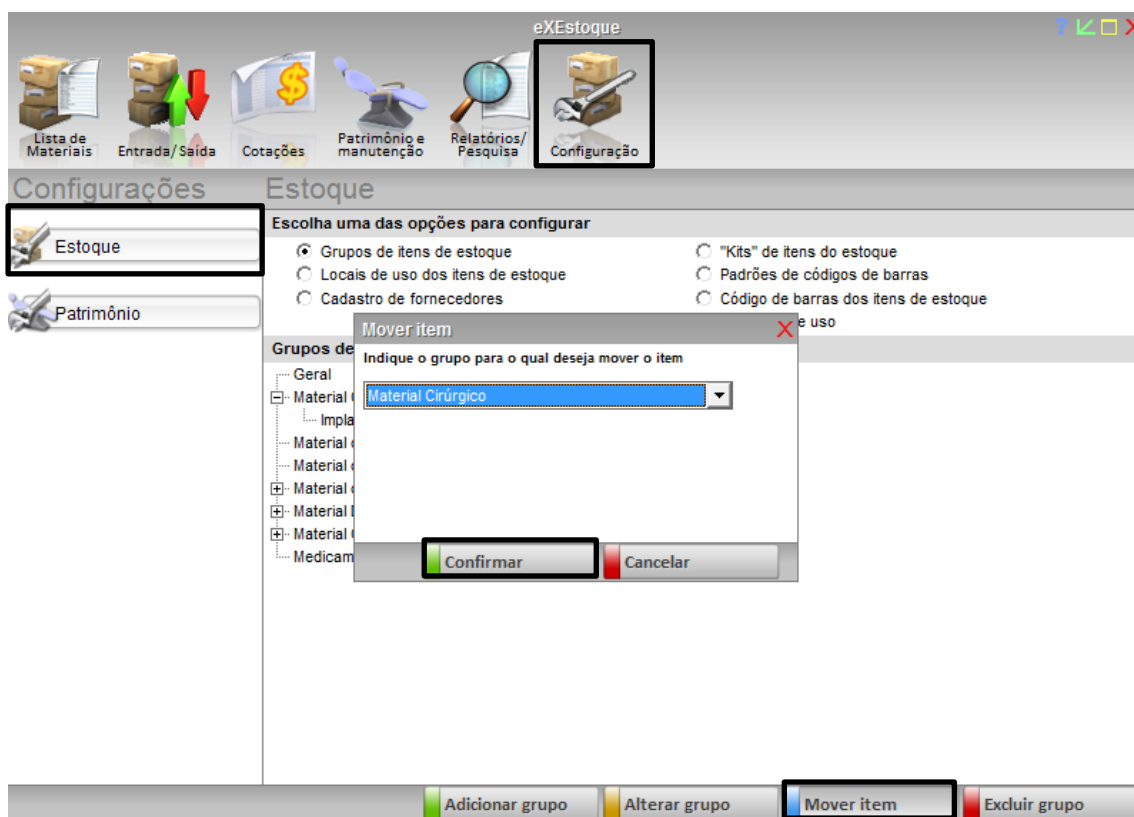 eXEstoque
?
Lista de Materiais
Entrada/Saída
Cotações
Patrimônio e manutenção
Relatórios/ Pesquisa
Configuração
Configurações
Estoque
Estoque
Patrimônio
Escolha uma das opções para configurar
Grupos de itens de estoque
"Kits" de itens do estoque
Locais de uso dos itens de estoque
Padrões de códigos de barras
Cadastro de fornecedores
Código de barras dos itens de estoque
e uso
Mover item
X
Indique o grupo para o qual deseja mover o item
Material Cirúrgico
Grupos de
Geral
Material
Impla
Material
Material
Material
Material
Material
Medicam
Confirmar
Cancelar
Adicionar grupo
Alterar grupo
Mover item
Excluir grupo